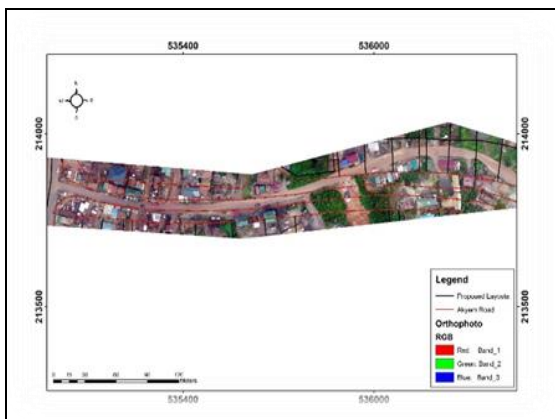 535400 536000
N
S
214000
214000
213500
213500
Legend
Proposed Layouts
Akyem Road
Orthophoto
RGB
Red: Band_1
Green: Band_2
Blue: Band_3
Meters
535400 536000